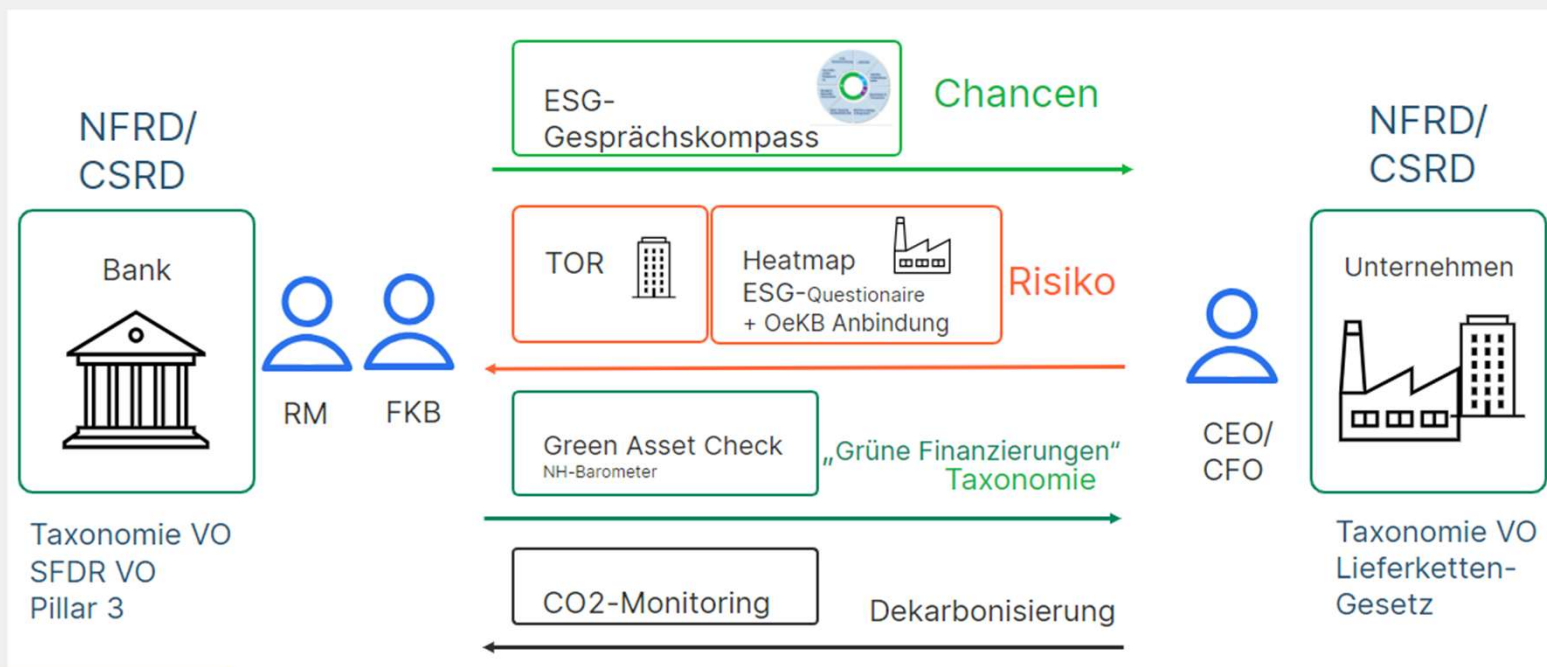 NFRD/
CSRD
Bank
RM
FKB
Taxonomie VO
SFDR VO
Pillar 3
ESG-
Gesprächskompass
Chancen
TOR
Heatmap
ESG-Questionaire
+ OeKB Anbindung
Risiko
Green Asset Check
NH-Barometer
„Grüne Finanzierungen“
Taxonomie
CO2-Monitoring
Dekarbonisierung
NFRD/
CSRD
Unternehmen
CEO/
CFO
Taxonomie VO
Lieferketten-
Gesetz